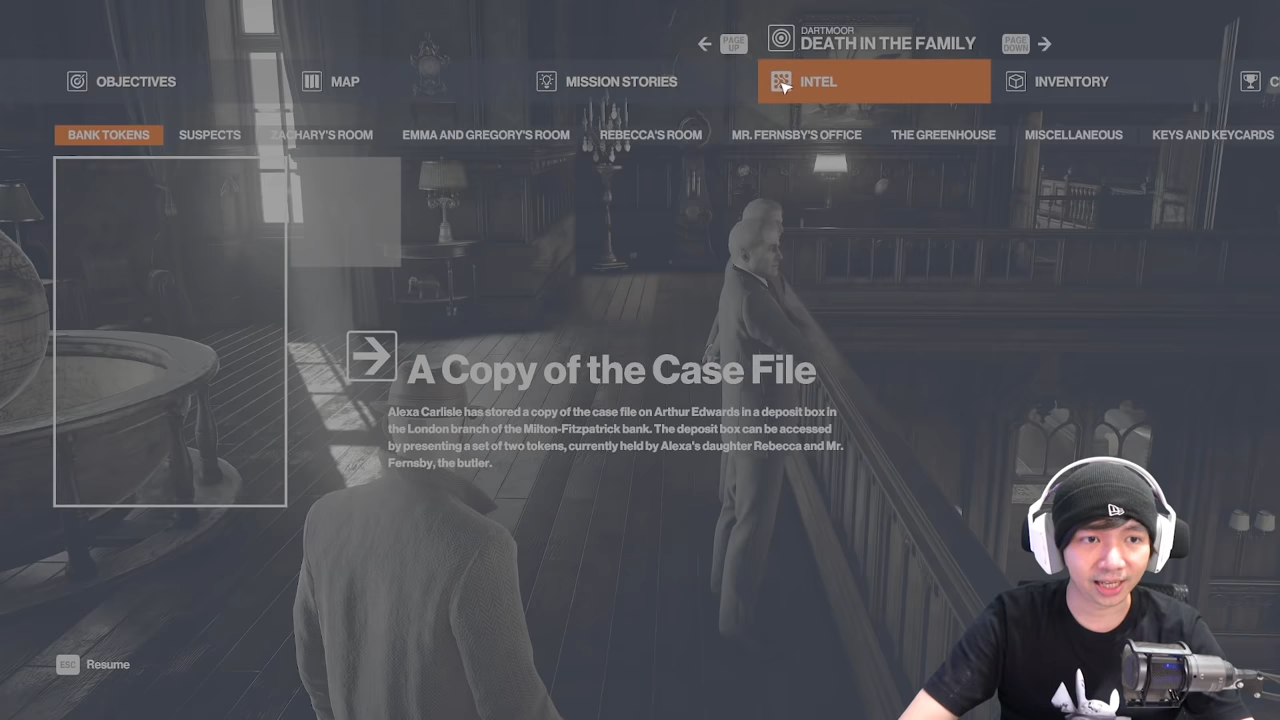 PAGE UP
DARTMOOR
DEATH IN THE FAMILY
PAGE DOWN
OBJECTIVES
MAP
MISSION STORIES
INTEL
INVENTORY
C
BANK TOKENS
SUSPECTS
ZACHARY'S ROOM
EMMA AND GREGORY'S ROOM
REBECCA'S ROOM
MR. FERNSBY'S OFFICE
THE GREENHOUSE
MISCELLANEOUS
KEYS AND KEYCARDS
A Copy of the Case File
Alexa Carlisle has stored a copy of the case file on Arthur Edwards in a deposit box in
the London branch of the Milton-Fitzpatrick bank. The deposit box can be accessed
by presenting a set of two tokens, currently held by Alexa's daughter Rebecca and Mr.
Fernsby, the butler.
ESC Resume